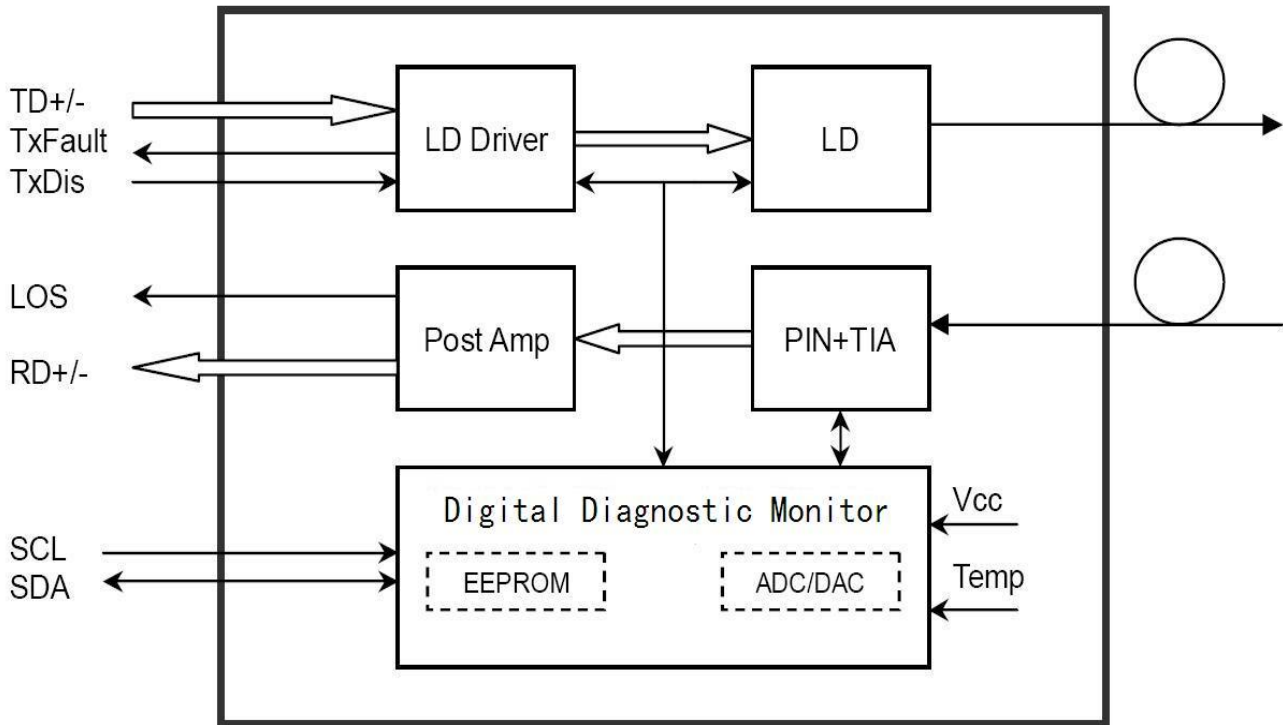 TD+/-
TxFault
TxDis
LD Driver
LD
LOS
RD+/-
Post Amp
PIN+TIA
Digital Diagnostic Monitor
EEPROM
ADC/DAC
SCL
SDA
Vcc
Temp